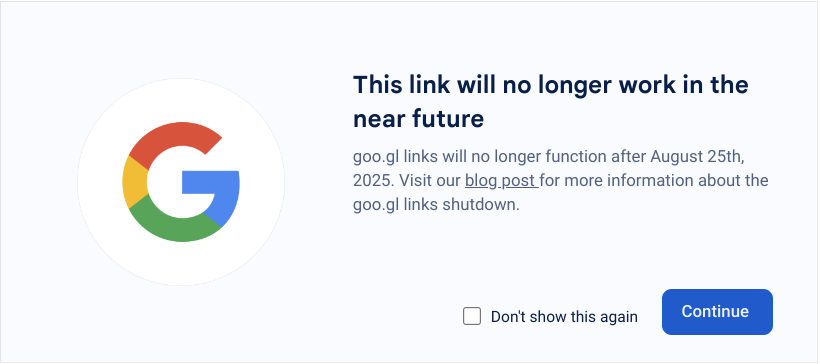 This link will no longer work in the
near future
goo.gl links will no longer function after August 25th,
2025. Visit our blog post for more information about the
goo.gl links shutdown.
Don't show this again
Continue